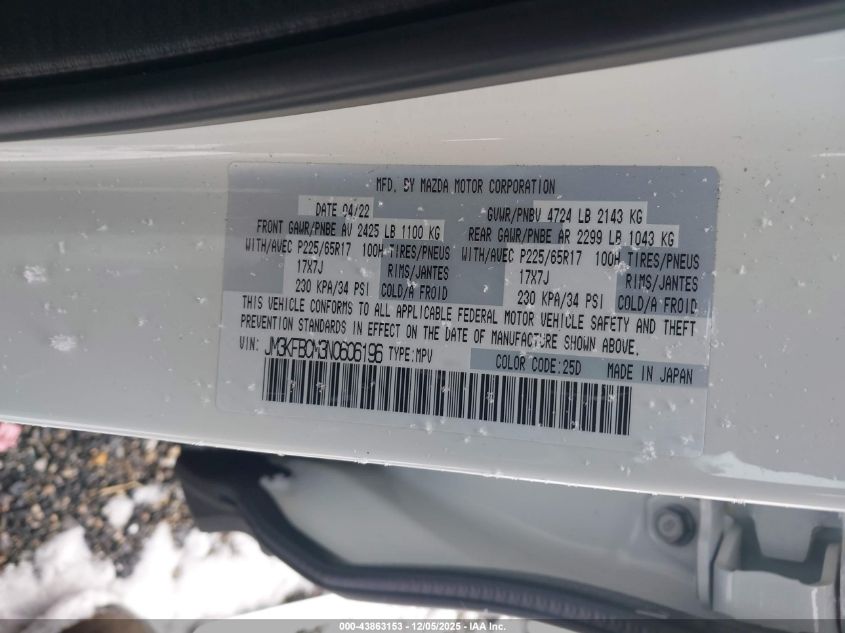 MFD. BY MAZDA MOTOR CORPORATION
DATE 04/22 GVWR/PNBV 4724 LB 2143 KG
FRONT GAWR/PNBE AV 2425 LB 1100 KG REAR GAWR/PNBE AR 2299 LB 1043 KG
WITH/AVEC P225/65R17 100H TIRES/PNEUS WITH/AVEC P225/65R17 100H TIRES/PNEUS
17X7J RIMS/JANTES 17X7J RIMS/JANTES
230 KPA/34 PSI COLD/A FROID 230 KPA/34 PSI COLD/A FROID
THIS VEHICLE CONFORMS TO ALL APPLICABLE FEDERAL MOTOR VEHICLE SAFETY AND THEFT
PREVENTION STANDARDS IN EFFECT ON THE DATE OF MANUFACTURE SHOWN ABOVE.
VIN: JM3KFBCM3N0606196 TYPE:MPV COLOR CODE:25D MADE IN JAPAN
000-43863153 - 12/05/2025 - IAA Inc.